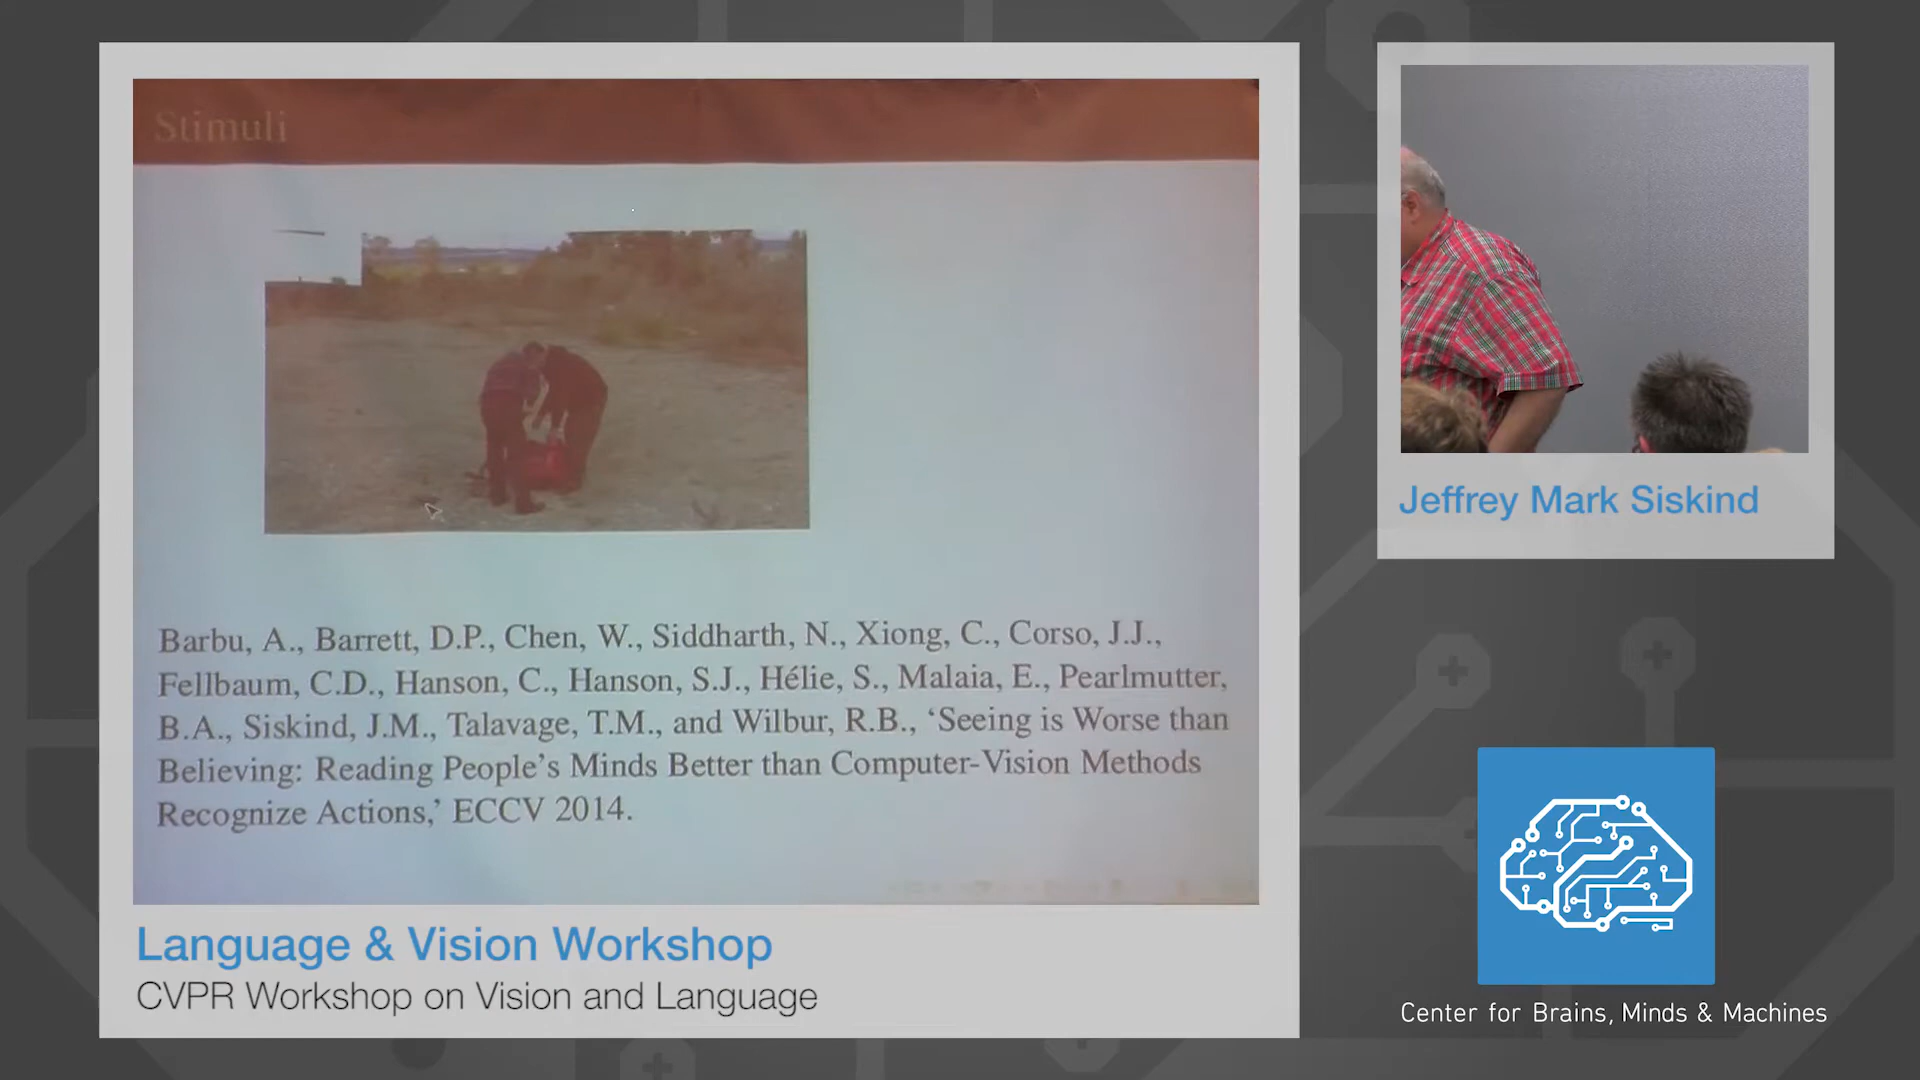 Stimuli
Barbu, A., Barrett, D.P., Chen, W., Siddharth, N., Xiong, C., Corso, J.J.,
Fellbaum, C.D., Hanson, C., Hanson, S.J., Hélie, S., Malaia, E., Pearlmutter,
B.A., Siskind, J.M., Talavage, T.M., and Wilbur, R.B., ‘Seeing is Worse than
Believing: Reading People’s Minds Better than Computer-Vision Methods
Recognize Actions,’ ECCV 2014.
Language & Vision Workshop
CVPR Workshop on Vision and Language
Jeffrey Mark Siskind
Center for Brains, Minds & Machines